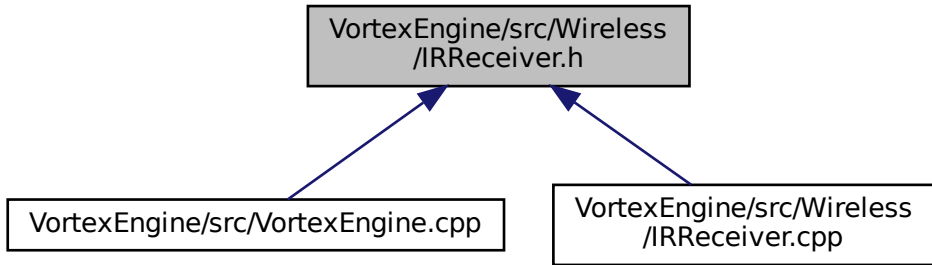 VortexEngine/src/Wireless
/IRReceiver.h
VortexEngine/src/VortexEngine.cpp
VortexEngine/src/Wireless
/IRReceiver.cpp